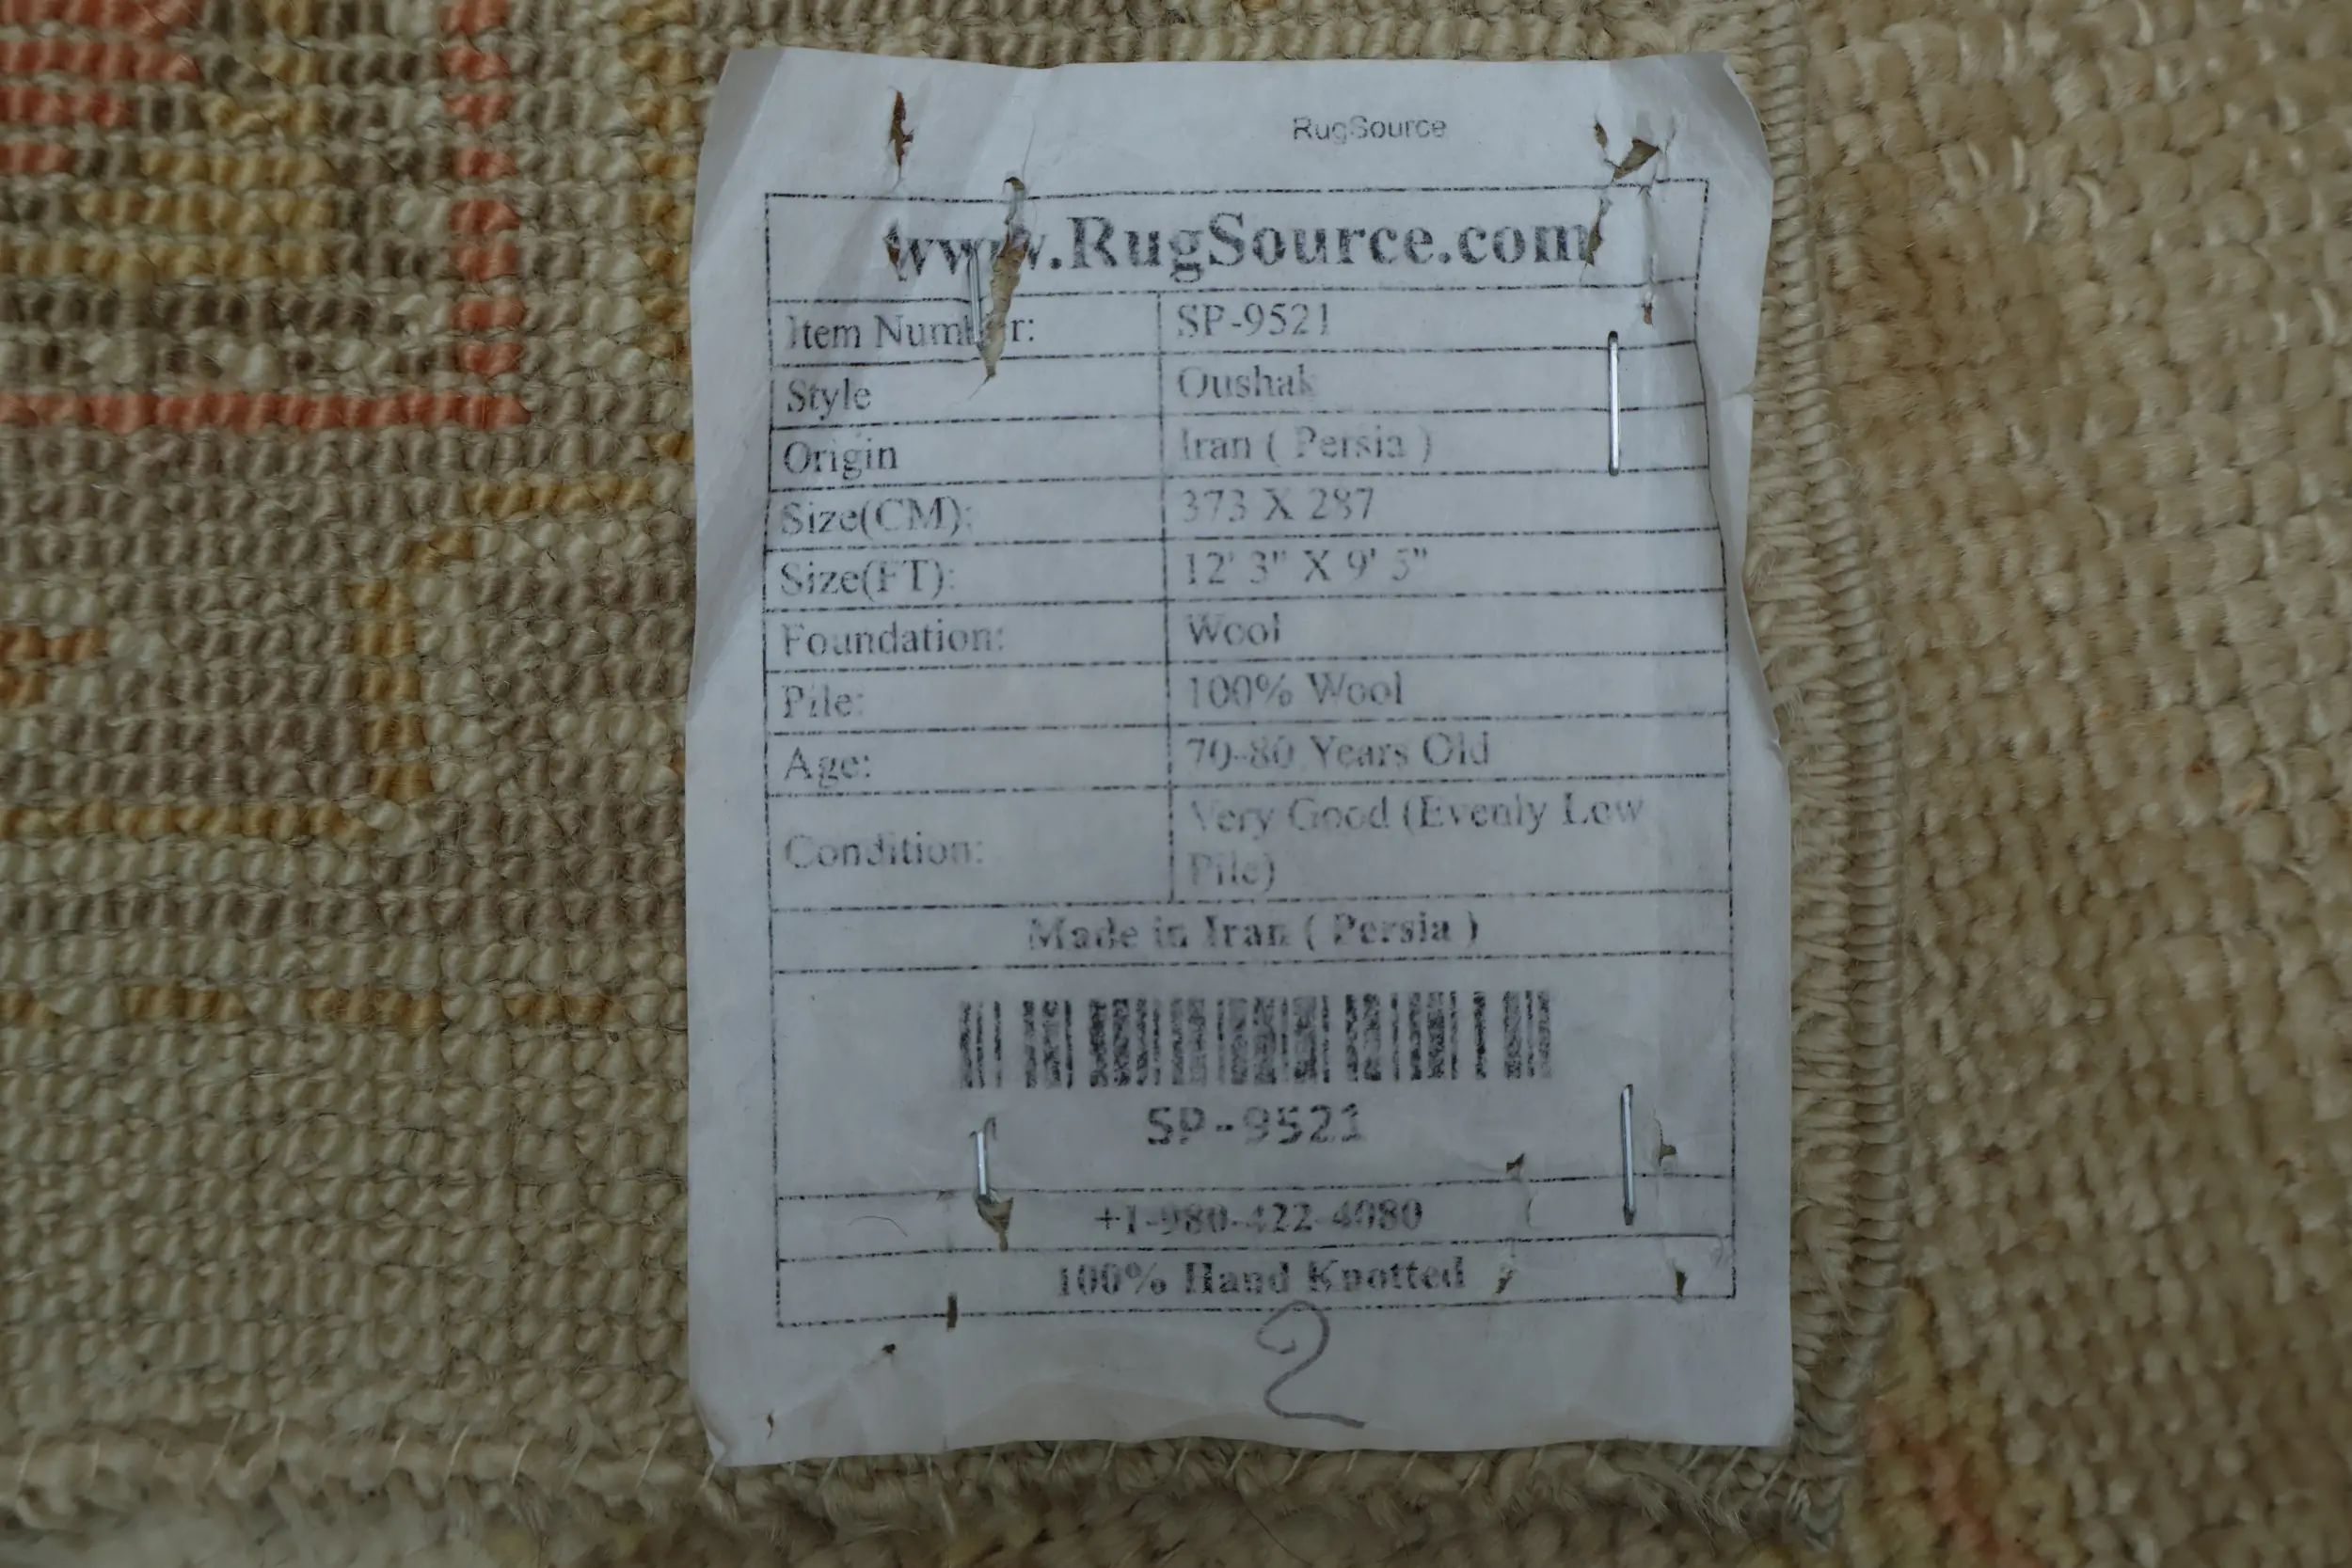 RugSource
www.RugSource.com
Item Number: SP-9521
Style Oushak
Origin Iran ( Persia )
Size(CM): 373 X 287
Size(FT): 12' 3" X 9' 5"
Foundation: Wool
Pile: 100% Wool
Age: 70-80 Years Old
Condition: Very Good (Evenly Low
Pile)
Made in Iran ( Persia )
SP-9521
+1-980-422-4080
100% Hand Knotted
2